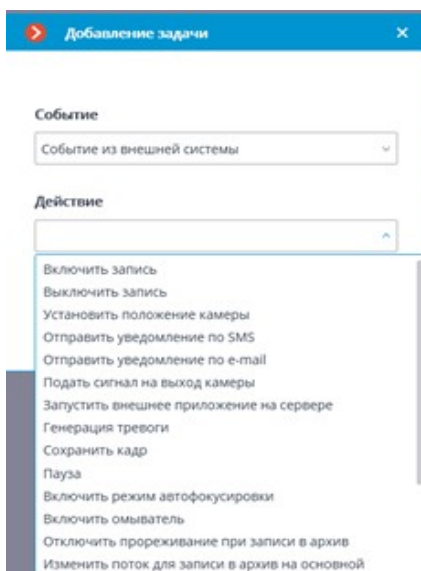 Добавление задачи
Событие
Событие из внешней системы
Действие
Включить запись
Выключить запись
Установить положение камеры
Отправить уведомление по SMS
Отправить уведомление по e-mail
Подать сигнал на выход камеры
Запустить внешнее приложение на сервере
Генерация тревоги
Сохранить кадр
Пауза
Включить режим автофокусировки
Включить омыватель
Отключить прореживание при записи в архив
Изменить поток для записи в архив на основной